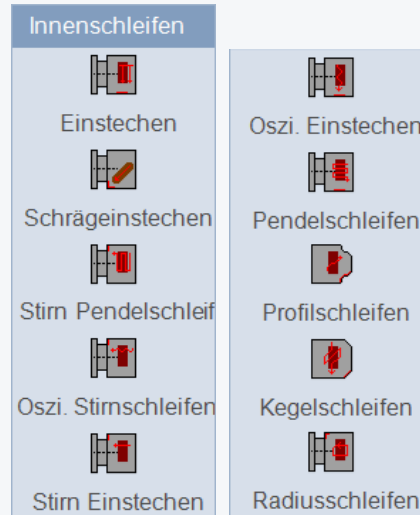 Innenschleifen
Einstechen
Oszi. Einstechen
Schrägeinstechen
Pendelschleifen
Stirn Pendelschleif
Profilschleifen
Oszi. Stirnschleifen
Kegelschleifen
Stirn Einstechen
Radiusschleifen